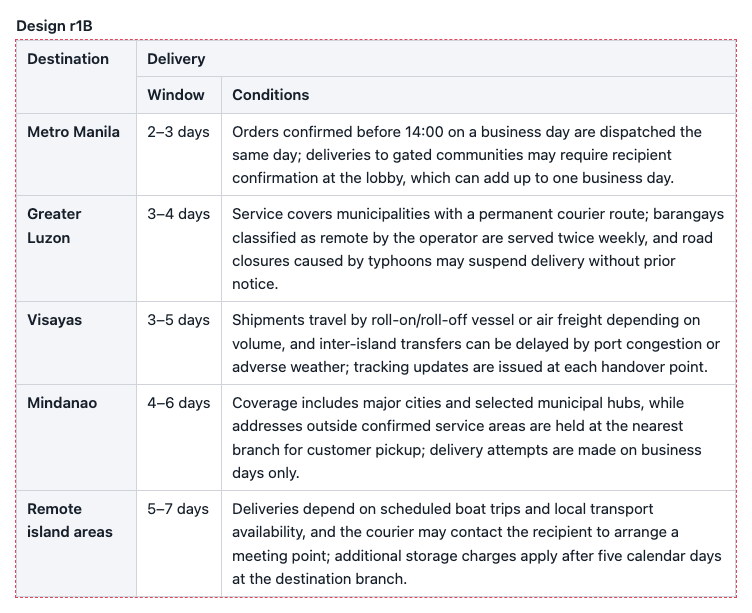 Design r1B
Destination
Delivery
Window
Conditions
Metro Manila
2–3 days
Orders confirmed before 14:00 on a business day are dispatched the
same day; deliveries to gated communities may require recipient
confirmation at the lobby, which can add up to one business day.
Greater
Luzon
3–4 days
Service covers municipalities with a permanent courier route; barangays
classified as remote by the operator are served twice weekly, and road
closures caused by typhoons may suspend delivery without prior
notice.
Visayas
3–5 days
Shipments travel by roll-on/roll-off vessel or air freight depending on
volume, and inter-island transfers can be delayed by port congestion or
adverse weather; tracking updates are issued at each handover point.
Mindanao
4–6 days
Coverage includes major cities and selected municipal hubs, while
addresses outside confirmed service areas are held at the nearest
branch for customer pickup; delivery attempts are made on business
days only.
Remote
island areas
5–7 days
Deliveries depend on scheduled boat trips and local transport
availability, and the courier may contact the recipient to arrange a
meeting point; additional storage charges apply after five calendar days
at the destination branch.